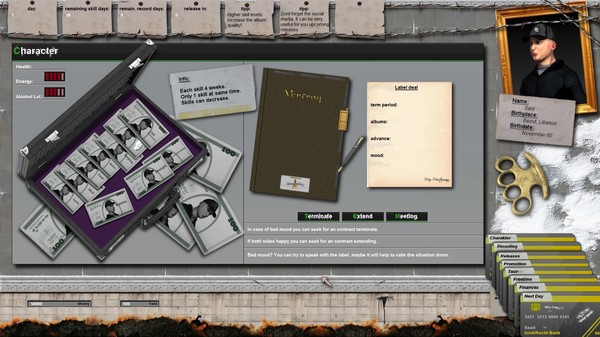 day:
remaining skill days:
remain. record days:
release in:
tipp:
Higher skill levels
increase the album
quality!
tipp:
Dont forget the social
media. It can be very
useful for you upcoming
Character
Health:
Energy:
Alcohol Lvl:
Info:
Each skill 4 weeks.
Only 1 skill at same time.
Skills can decrease.
100
Label deal
term period:
albums:
advance:
mood:
Name:
Said
Birthplace:
Beirut, Libanon
Birthdate:
November 80
Terminate
Extend
Meeting
In case of bad mood you can seek for an contract terminate.
If both sides happy you can seek for an contract extending.
Bad mood? You can try to speak with the label, maybe it will help to calm the situation down.
Character
Recording
Releases
Promotion
Tour
Freetime
Finances
Next Day
50000
Money
Fans
Saad